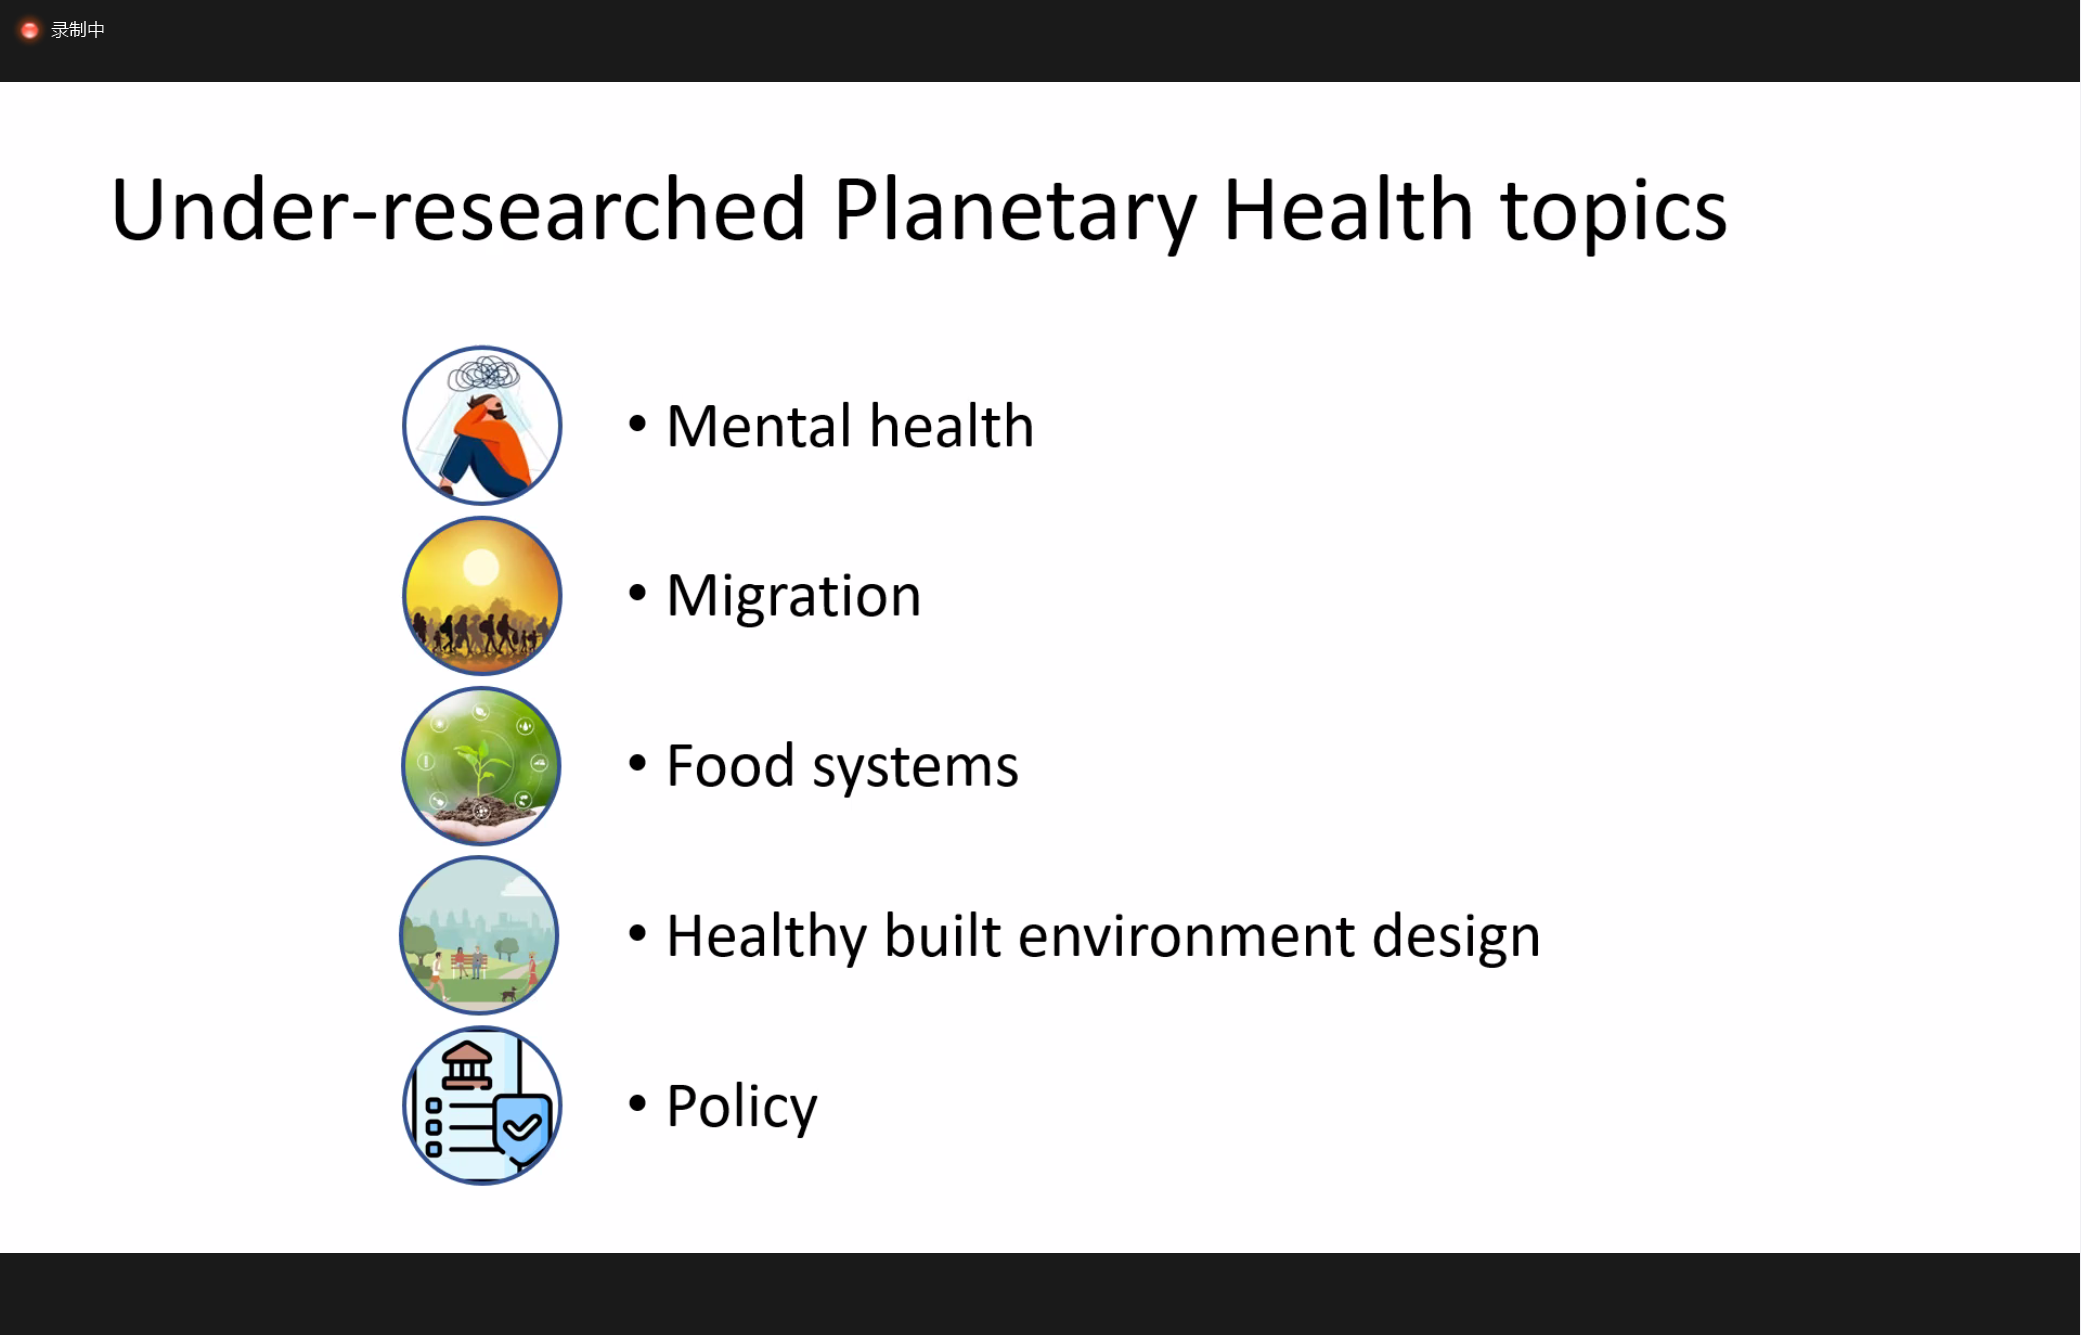 录制中
Under-researched Planetary Health topics
• Mental health
• Migration
• Food systems
• Healthy built environment design
• Policy